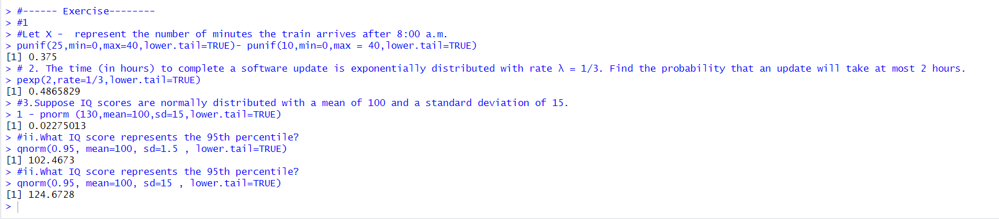 > #------ Exercise--------
> #1
> #Let X -  represent the number of minutes the train arrives after 8:00 a.m.
> punif(25,min=0,max=40,lower.tail=TRUE)- punif(10,min=0,max = 40,lower.tail=TRUE)
[1] 0.375
> # 2. The time (in hours) to complete a software update is exponentially distributed with rate λ = 1/3. Find the probability that an update will take at most 2 hours.
> pexp(2,rate=1/3,lower.tail=TRUE)
[1] 0.4865829
> #3.Suppose IQ scores are normally distributed with a mean of 100 and a standard deviation of 15.
> 1 - pnorm (130,mean=100,sd=15,lower.tail=TRUE)
[1] 0.02275013
> #ii.What IQ score represents the 95th percentile?
> qnorm(0.95, mean=100, sd=1.5 , lower.tail=TRUE)
[1] 102.4673
> #ii.What IQ score represents the 95th percentile?
> qnorm(0.95, mean=100, sd=15 , lower.tail=TRUE)
[1] 124.6728
>